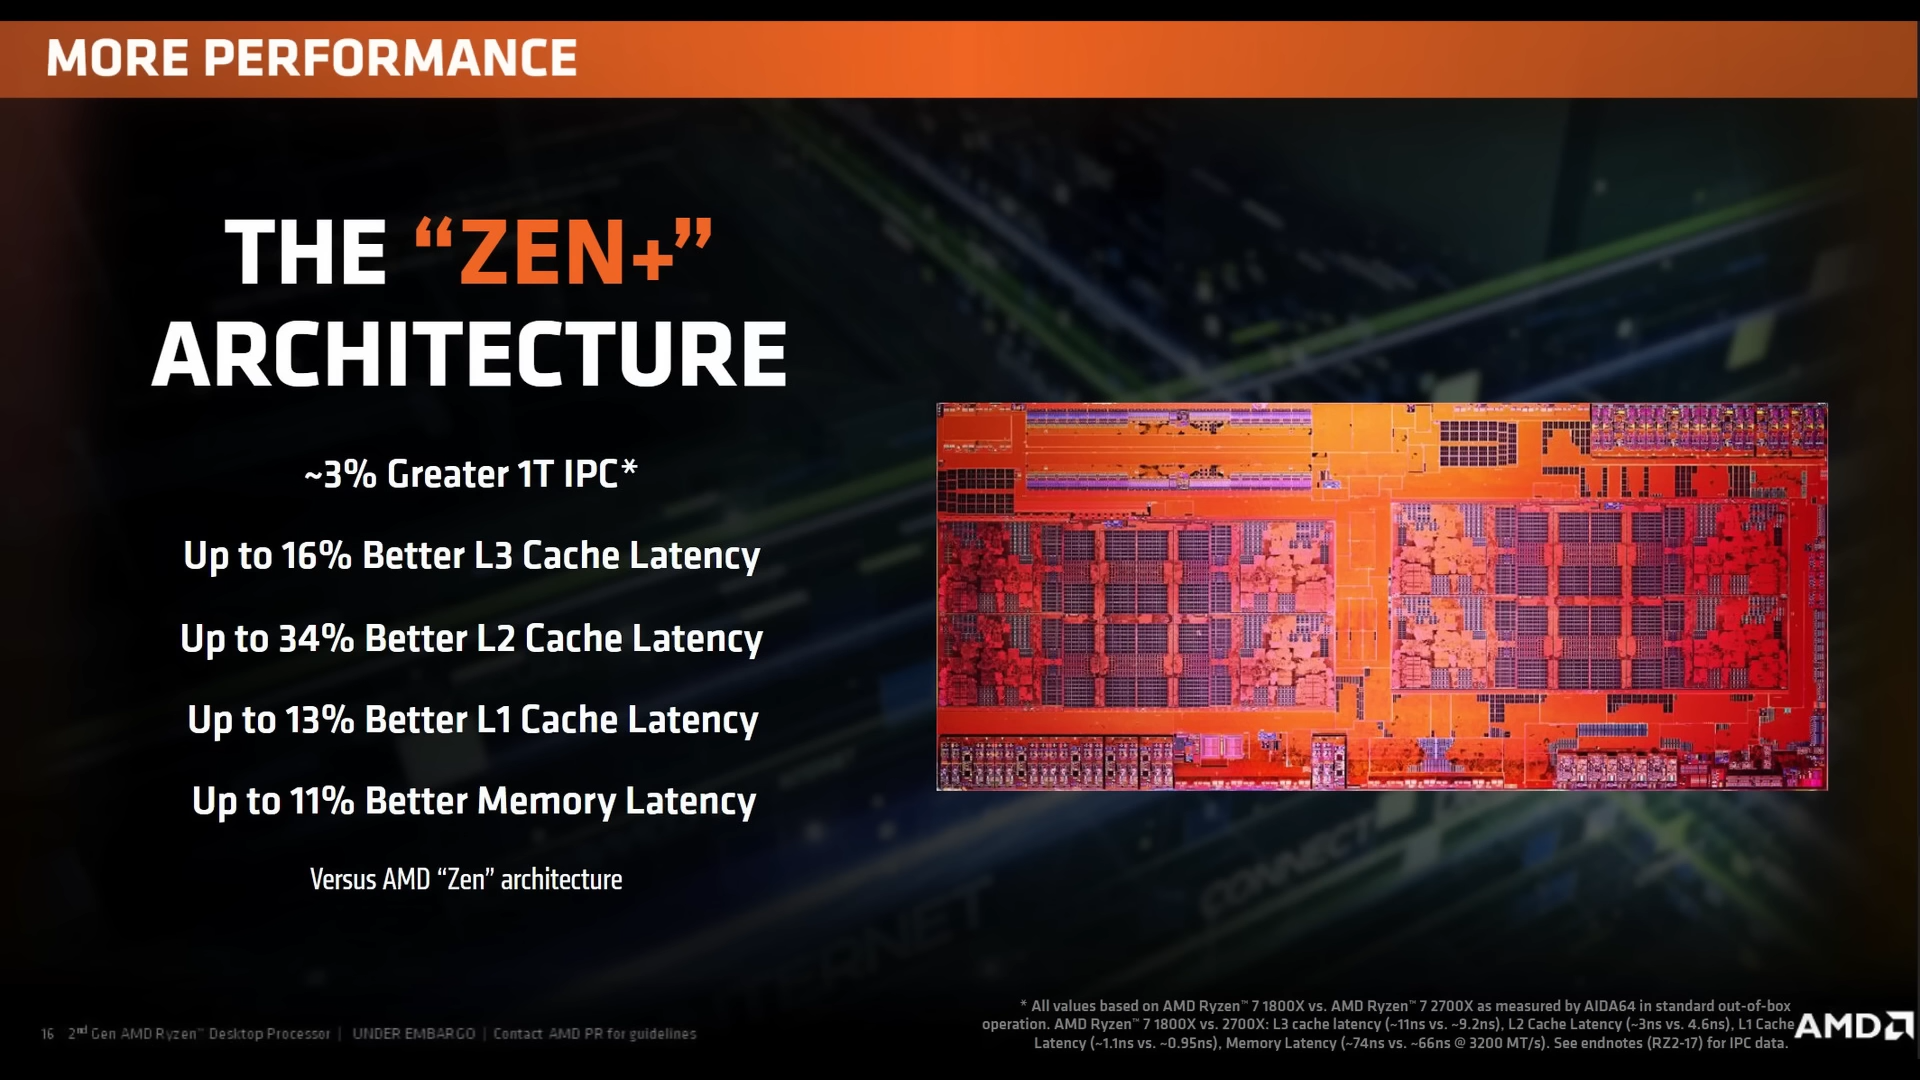 MORE PERFORMANCE
THE “ZEN+”
ARCHITECTURE
~3% Greater 1T IPC*
Up to 16% Better L3 Cache Latency
Up to 34% Better L2 Cache Latency
Up to 13% Better L1 Cache Latency
Up to 11% Better Memory Latency
Versus AMD “Zen” architecture
CONNECT
TERNET
* All values based on AMD Ryzen™ 7 1800X vs. AMD Ryzen™ 7 2700X as measured by AIDA64 in standard out-of-box
operation. AMD Ryzen™ 7 1800X vs. 2700X: L3 cache latency (~11ns vs. ~9.2ns), L2 Cache Latency (~3ns vs. 4.6ns), L1 Cache
Latency (~1.1ns vs. ~0.95ns), Memory Latency (~74ns vs. ~66ns @ 3200 MT/s). See endnotes (RZ2-17) for IPC data.
16 2nd Gen AMD Ryzen™ Desktop Processor | UNDER EMBARGO | Contact AMD PR for guidelines
AMD